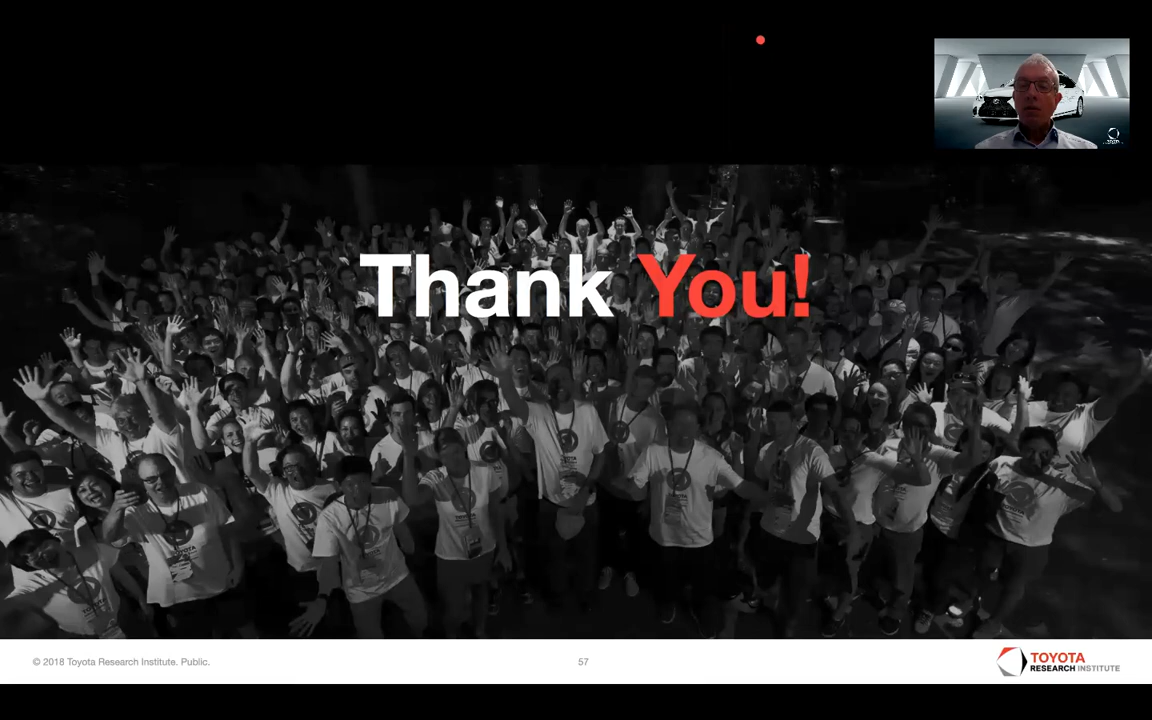 Thank You!
© 2018 Toyota Research Institute. Public.
57
TOYOTA
RESEARCH INSTITUTE